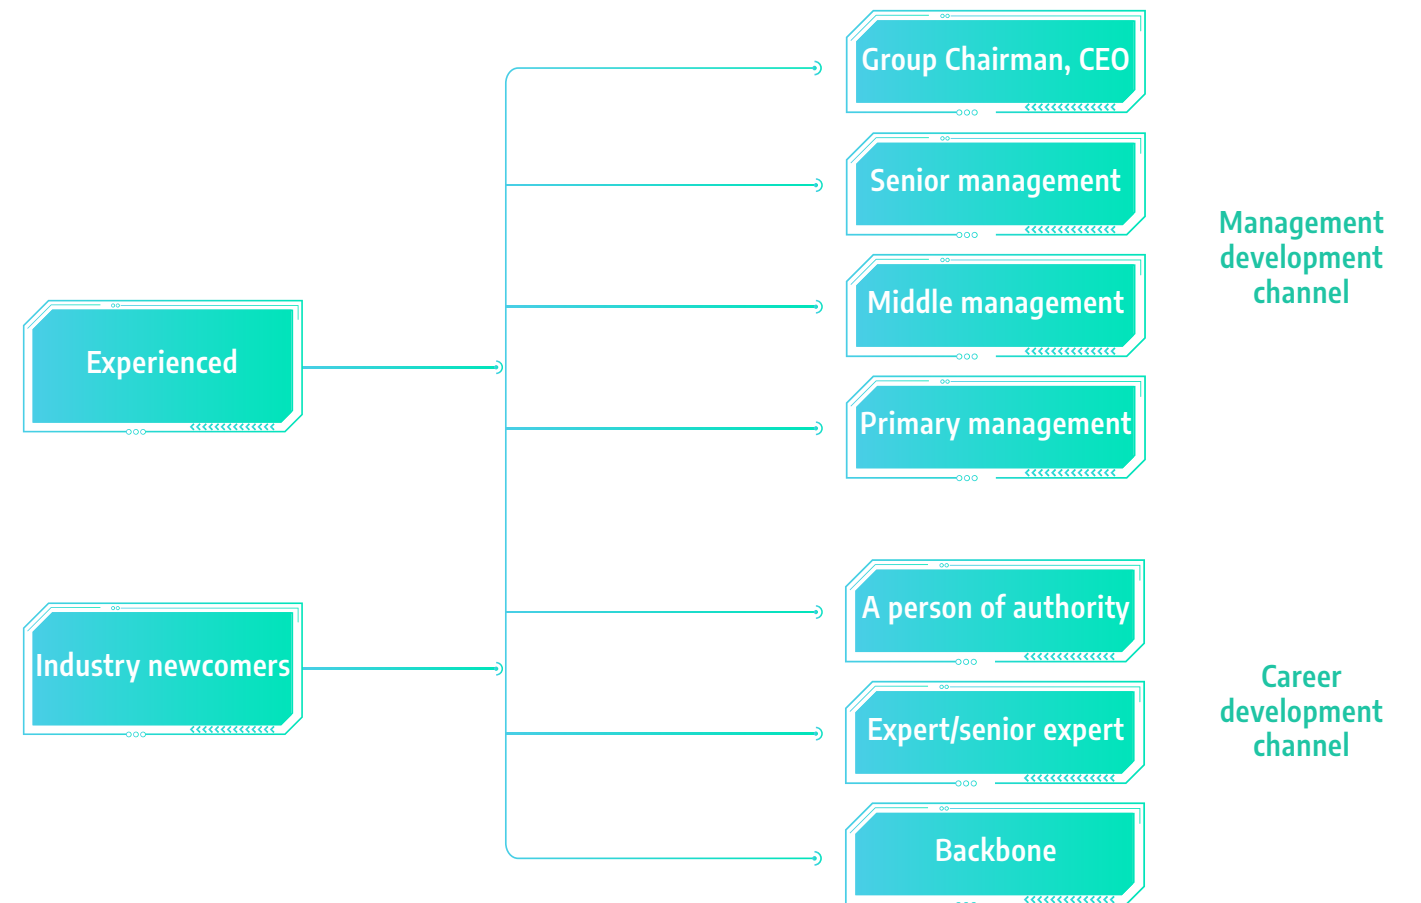 Group Chairman, CEO
Senior management
Middle management
Primary management
Management
development
channel
Experienced
Industry newcomers
A person of authority
Expert/senior expert
Backbone
Career
development
channel